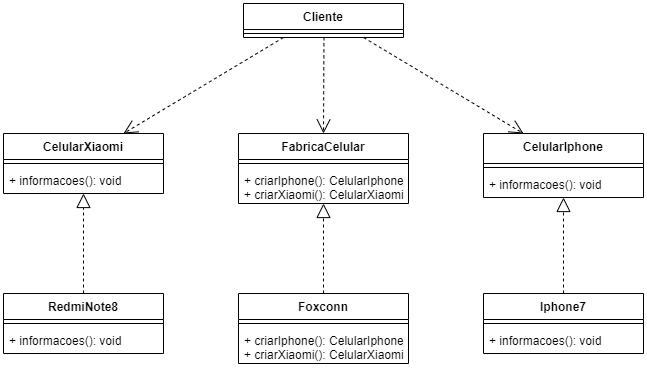 Cliente
CelularXiaomi
+ informacoes(): void
FabricaCelular
+ criarIphone(): CelularIphone
+ criarXiaomi(): CelularXiaomi
CelularIphone
+ informacoes(): void
RedmiNote8
+ informacoes(): void
Foxconn
+ criarIphone(): CelularIphone
+ criarXiaomi(): CelularXiaomi
Iphone7
+ informacoes(): void